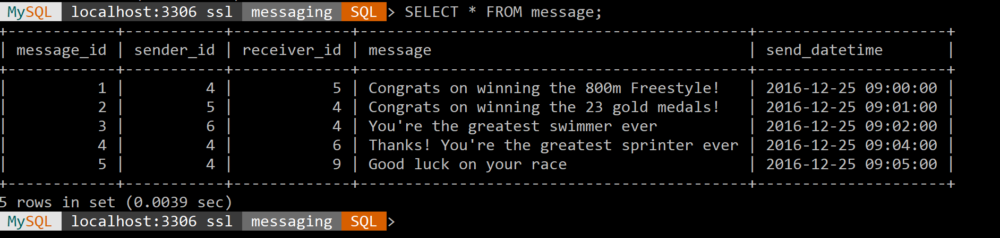 MySQL localhost:3306 ssl messaging SQL > SELECT * FROM message;
+------------+-----------+-------------+-------------------------------------------+---------------------+
| message_id | sender_id | receiver_id | message                                   | send_datetime       |
+------------+-----------+-------------+-------------------------------------------+---------------------+
|          1 |         4 |           5 | Congrats on winning the 800m Freestyle!   | 2016-12-25 09:00:00 |
|          2 |         5 |           4 | Congrats on winning the 23 gold medals!   | 2016-12-25 09:01:00 |
|          3 |         6 |           4 | You're the greatest swimmer ever          | 2016-12-25 09:02:00 |
|          4 |         4 |           6 | Thanks! You're the greatest sprinter ever | 2016-12-25 09:04:00 |
|          5 |         4 |           9 | Good luck on your race                    | 2016-12-25 09:05:00 |
+------------+-----------+-------------+-------------------------------------------+---------------------+
5 rows in set (0.0039 sec)
MySQL localhost:3306 ssl messaging SQL >